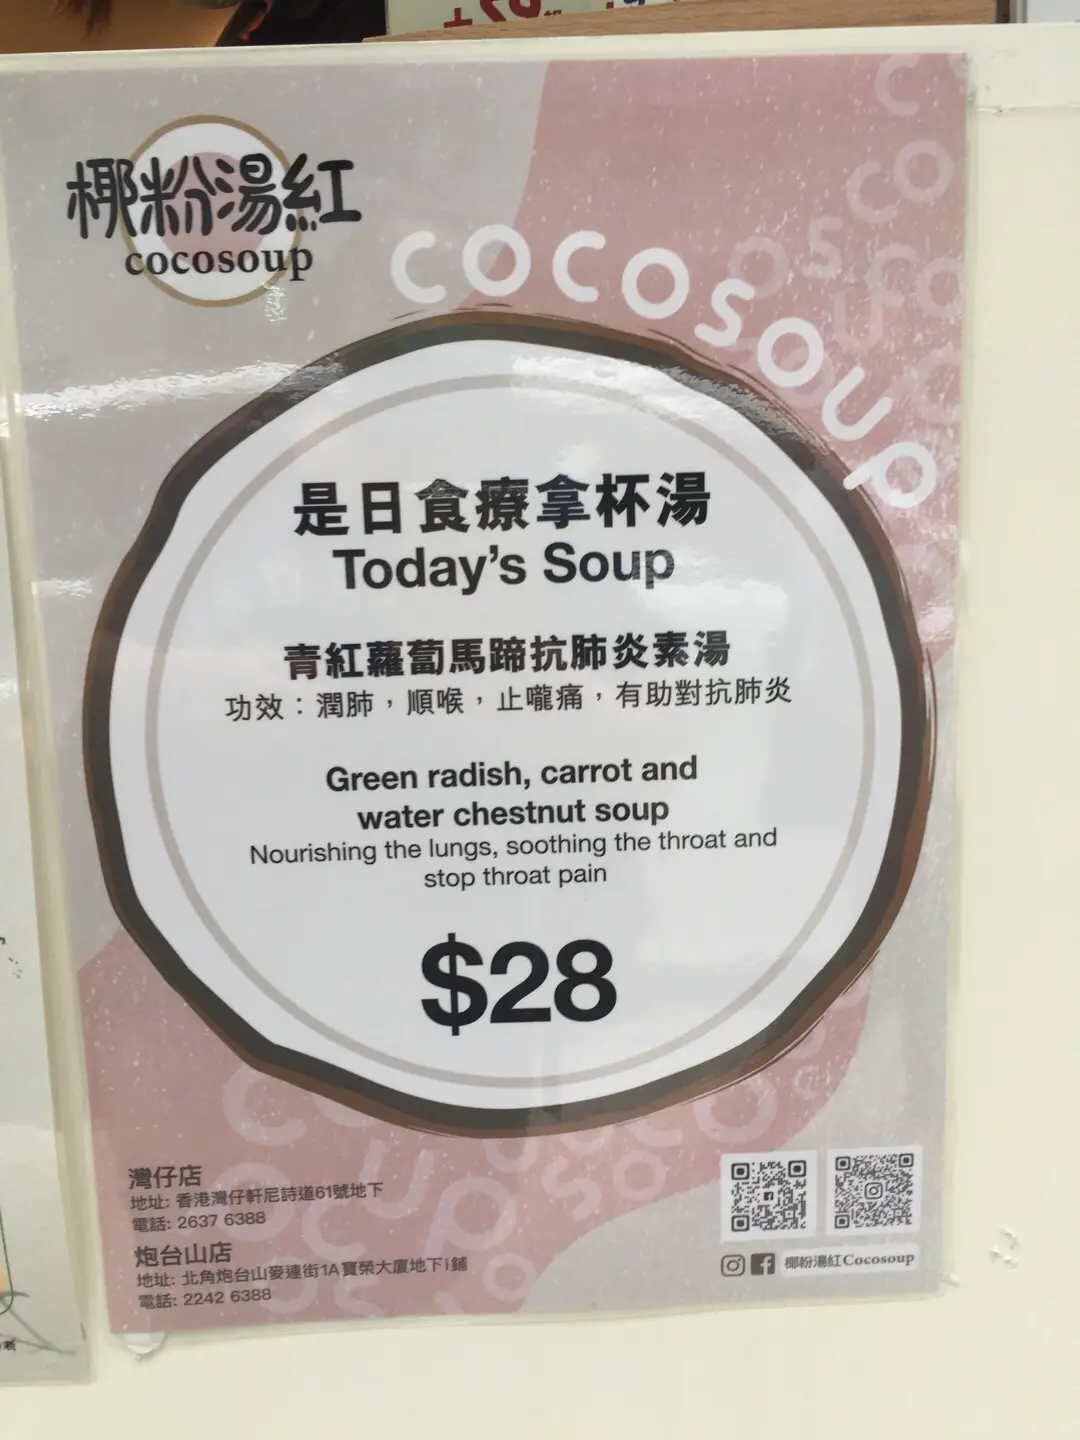 椰粉湯紅
cocosoup
COCOSOUP
是日食療拿杯湯
Today's Soup
青紅蘿蔔馬蹄抗肺炎素湯
功效：潤肺，順喉，止嚨痛，有助對抗肺炎
Green radish, carrot and
water chestnut soup
Nourishing the lungs, soothing the throat and
stop throat pain
$28
灣仔店
地址: 香港灣仔軒尼詩道61號地下
電話: 2637 6388
炮台山店
地址: 北角炮台山麥連街1A寶榮大廈地下i鋪
電話: 2242 6388
椰粉湯紅Cocosoup